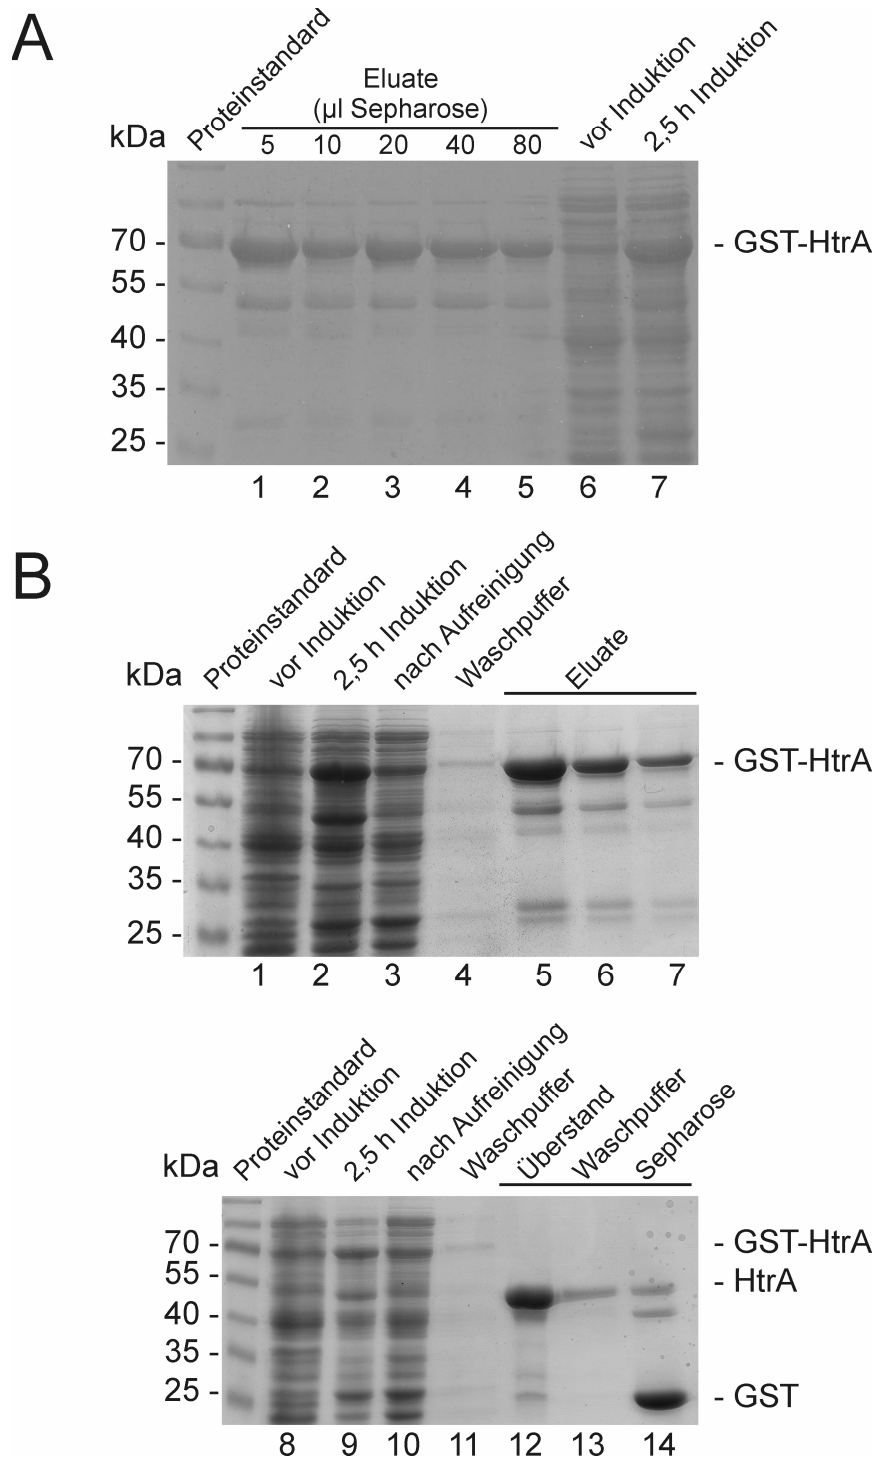 A
Proteinstandard
Eluate
(µl Sepharose)
vor Induktion
2,5 h Induktion
kDa
5 10 20 40 80
70 - - GST-HtrA
55 -
40 -
35 -
25 -
1 2 3 4 5 6 7
B
Proteinstandard
vor Induktion
2,5 h Induktion
nach Aufreinigung
Waschpuffer
Eluate
kDa
70 - - GST-HtrA
55 -
40 -
35 -
25 -
1 2 3 4 5 6 7
Proteinstandard
vor Induktion
2,5 h Induktion
nach Aufreinigung
Waschpuffer
Überstand
Waschpuffer
Sepharose
kDa
70 - - GST-HtrA
55 - - HtrA
40 -
35 -
25 - - GST
8 9 10 11 12 13 14